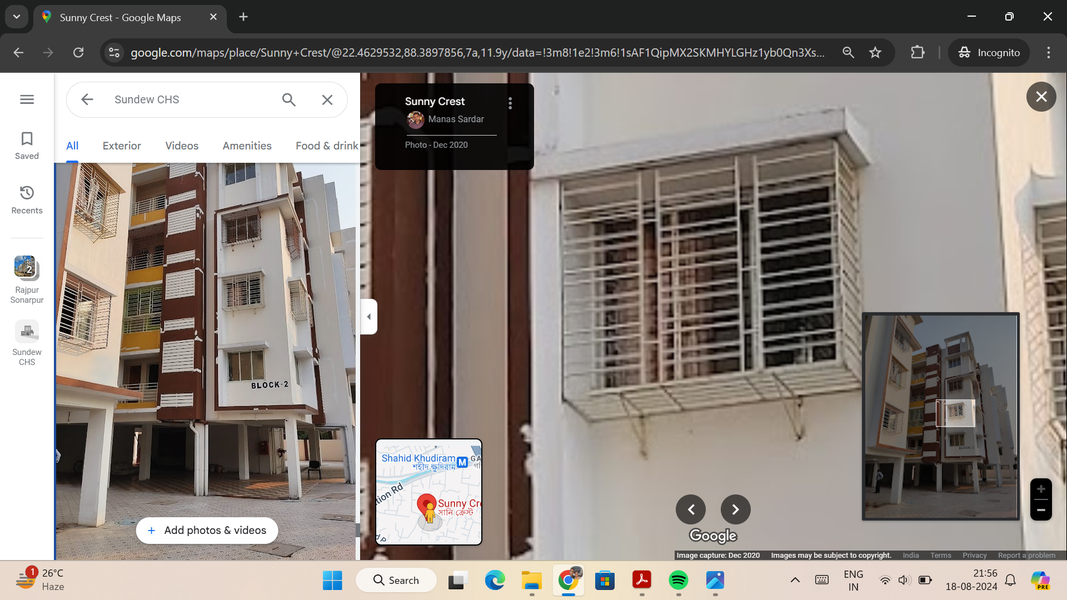 Sunny Crest - Google Maps
google.com/maps/place/Sunny+Crest/@22.4629532,88.3897856,7a,11.9y/data=!3m8!1e2!3m6!1sAF1QipMX2SKMHYLGHz1yb0Qn3Xs...
Incognito
Sundew CHS
Saved
Recents
2
Rajpur
Sonarpur
Sundew
CHS
All Exterior Videos Amenities Food & drink
BLOCK-2
Add photos & videos
Sunny Crest
Manas Sardar
Photo - Dec 2020
Shahid Khudiram
শহীদ ক্ষুদিরাম
M
GA
tion Rd
Sunny Cre
সানি ক্রেস্ট
Google
Image capture: Dec 2020 Images may be subject to copyright. India Terms Privacy Report a problem
1
26°C
Haze
Search
ENG
IN
21:56
18-08-2024
PRE